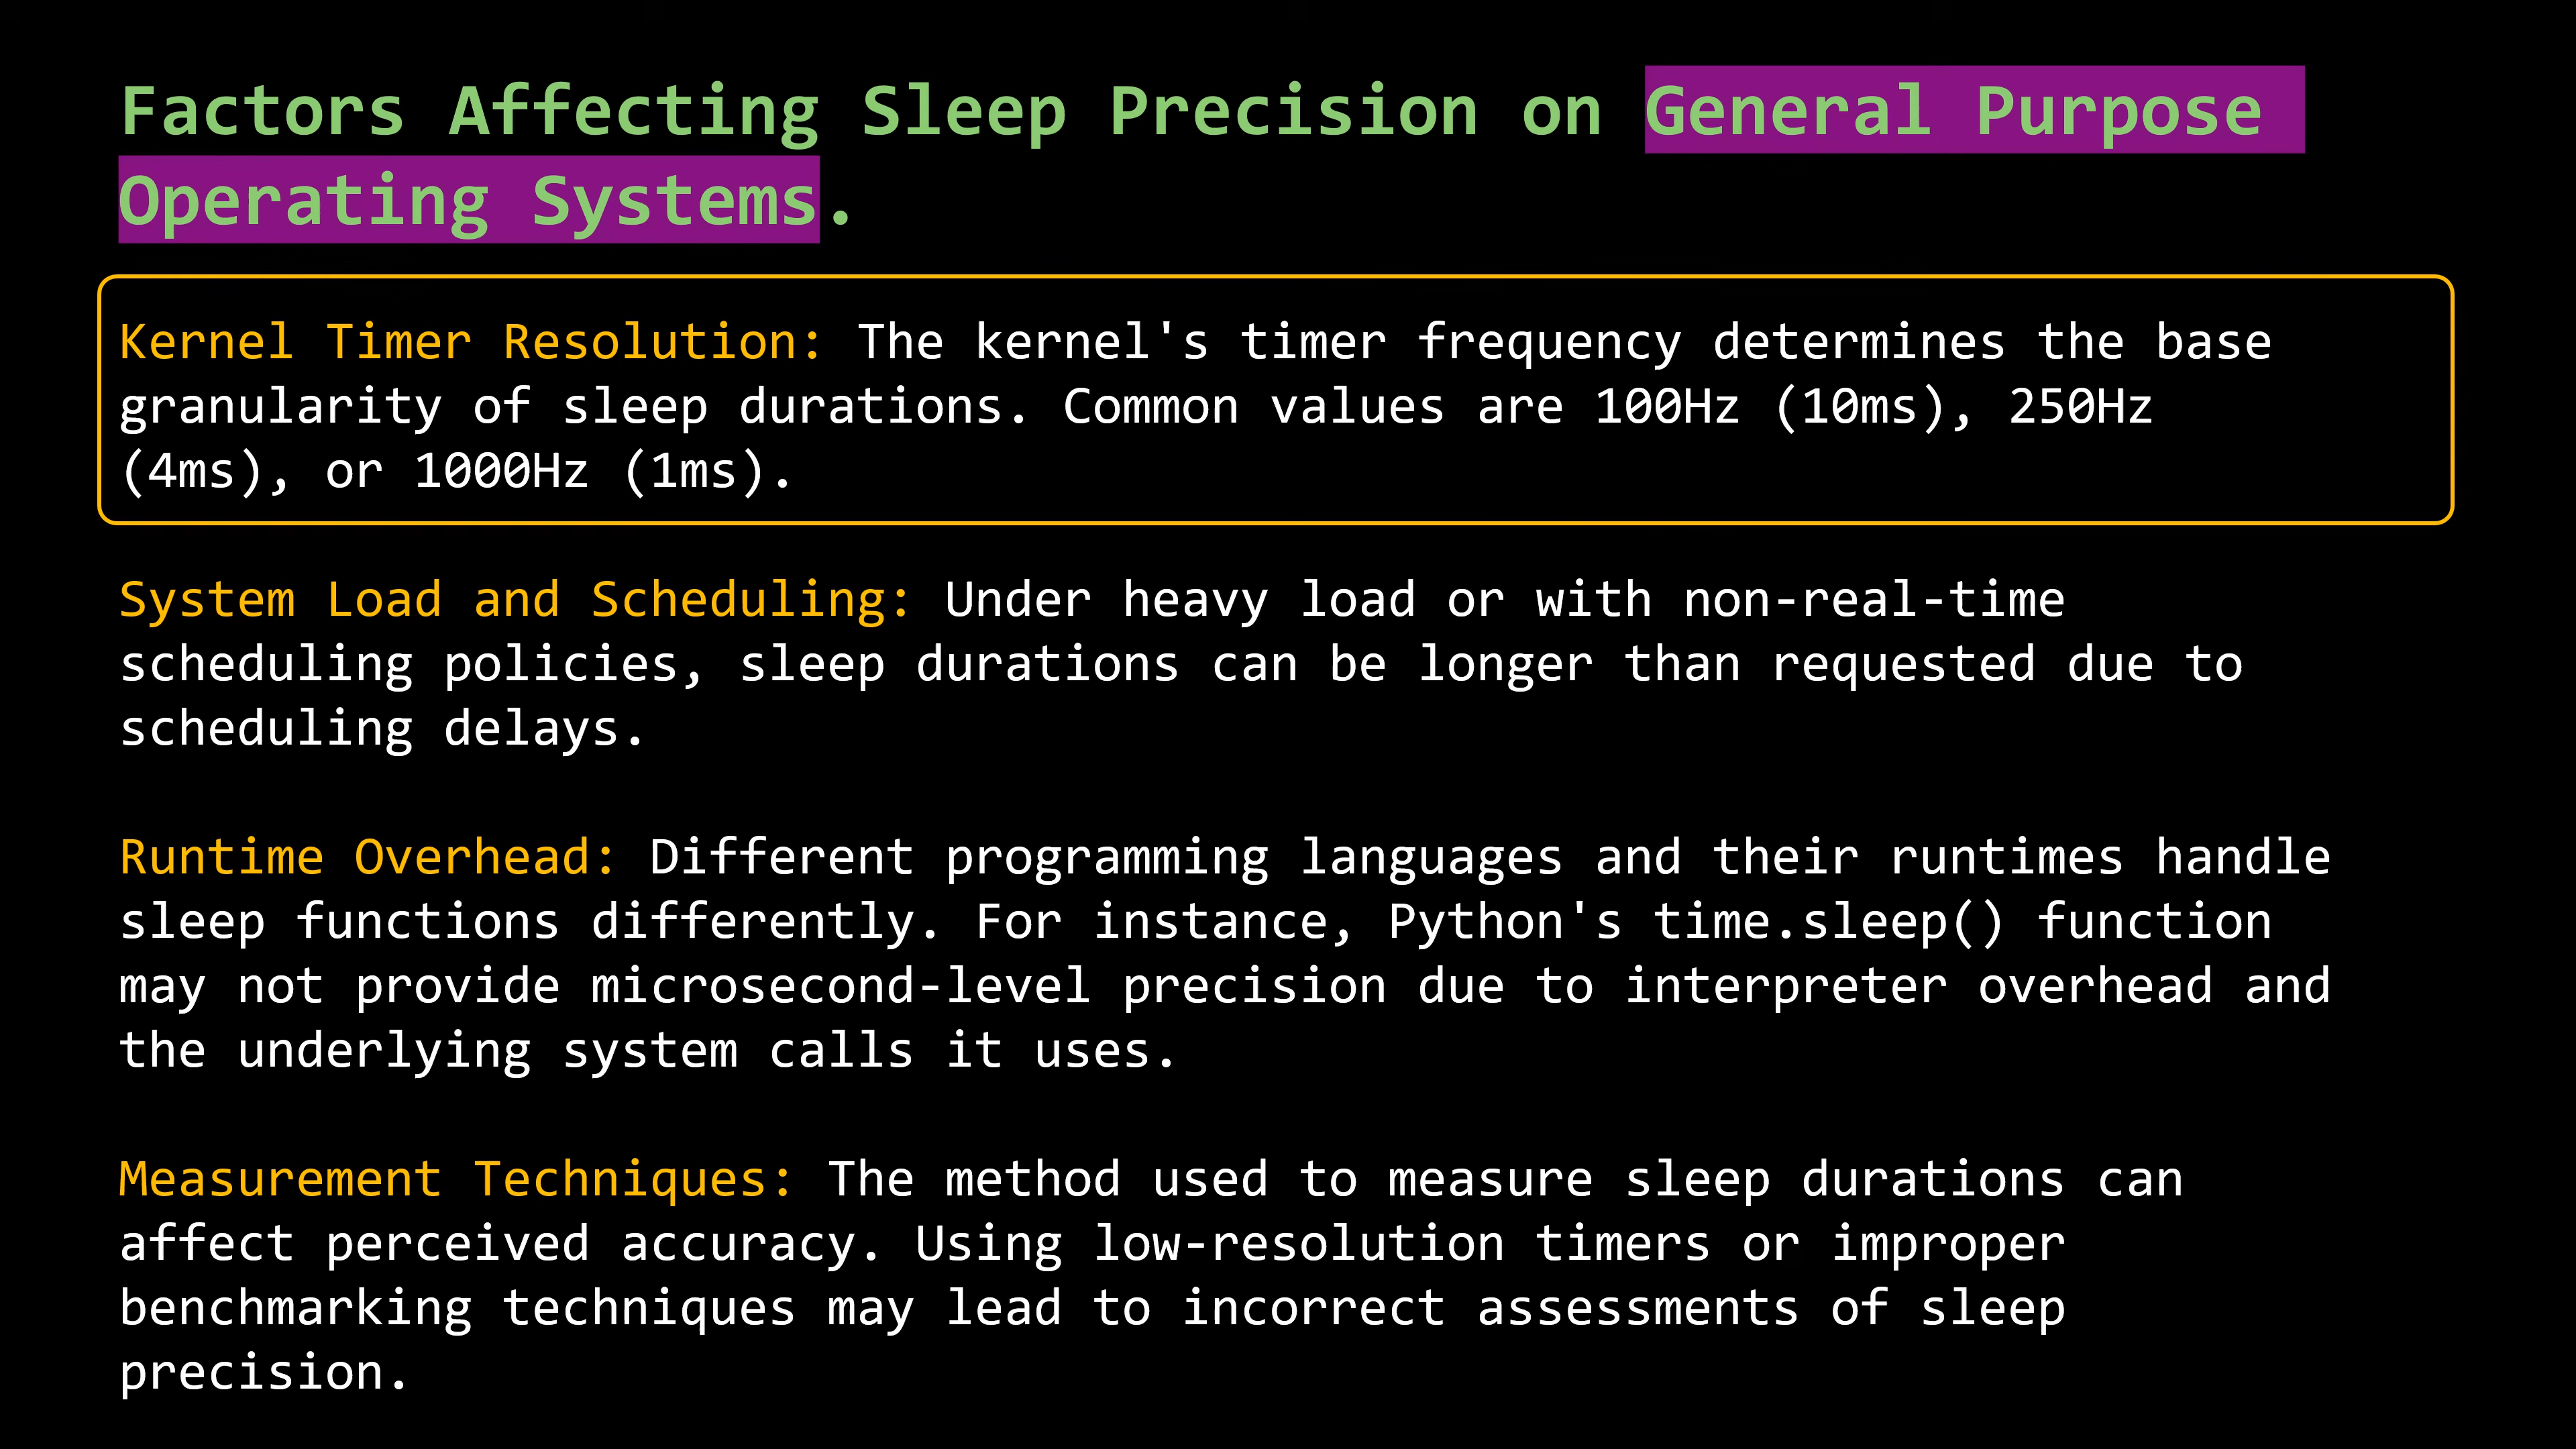 Factors Affecting Sleep Precision on General Purpose
Operating Systems.
Kernel Timer Resolution: The kernel's timer frequency determines the base
granularity of sleep durations. Common values are 100Hz (10ms), 250Hz
(4ms), or 1000Hz (1ms).
System Load and Scheduling: Under heavy load or with non-real-time
scheduling policies, sleep durations can be longer than requested due to
scheduling delays.
Runtime Overhead: Different programming languages and their runtimes handle
sleep functions differently. For instance, Python's time.sleep() function
may not provide microsecond-level precision due to interpreter overhead and
the underlying system calls it uses.
Measurement Techniques: The method used to measure sleep durations can
affect perceived accuracy. Using low-resolution timers or improper
benchmarking techniques may lead to incorrect assessments of sleep
precision.